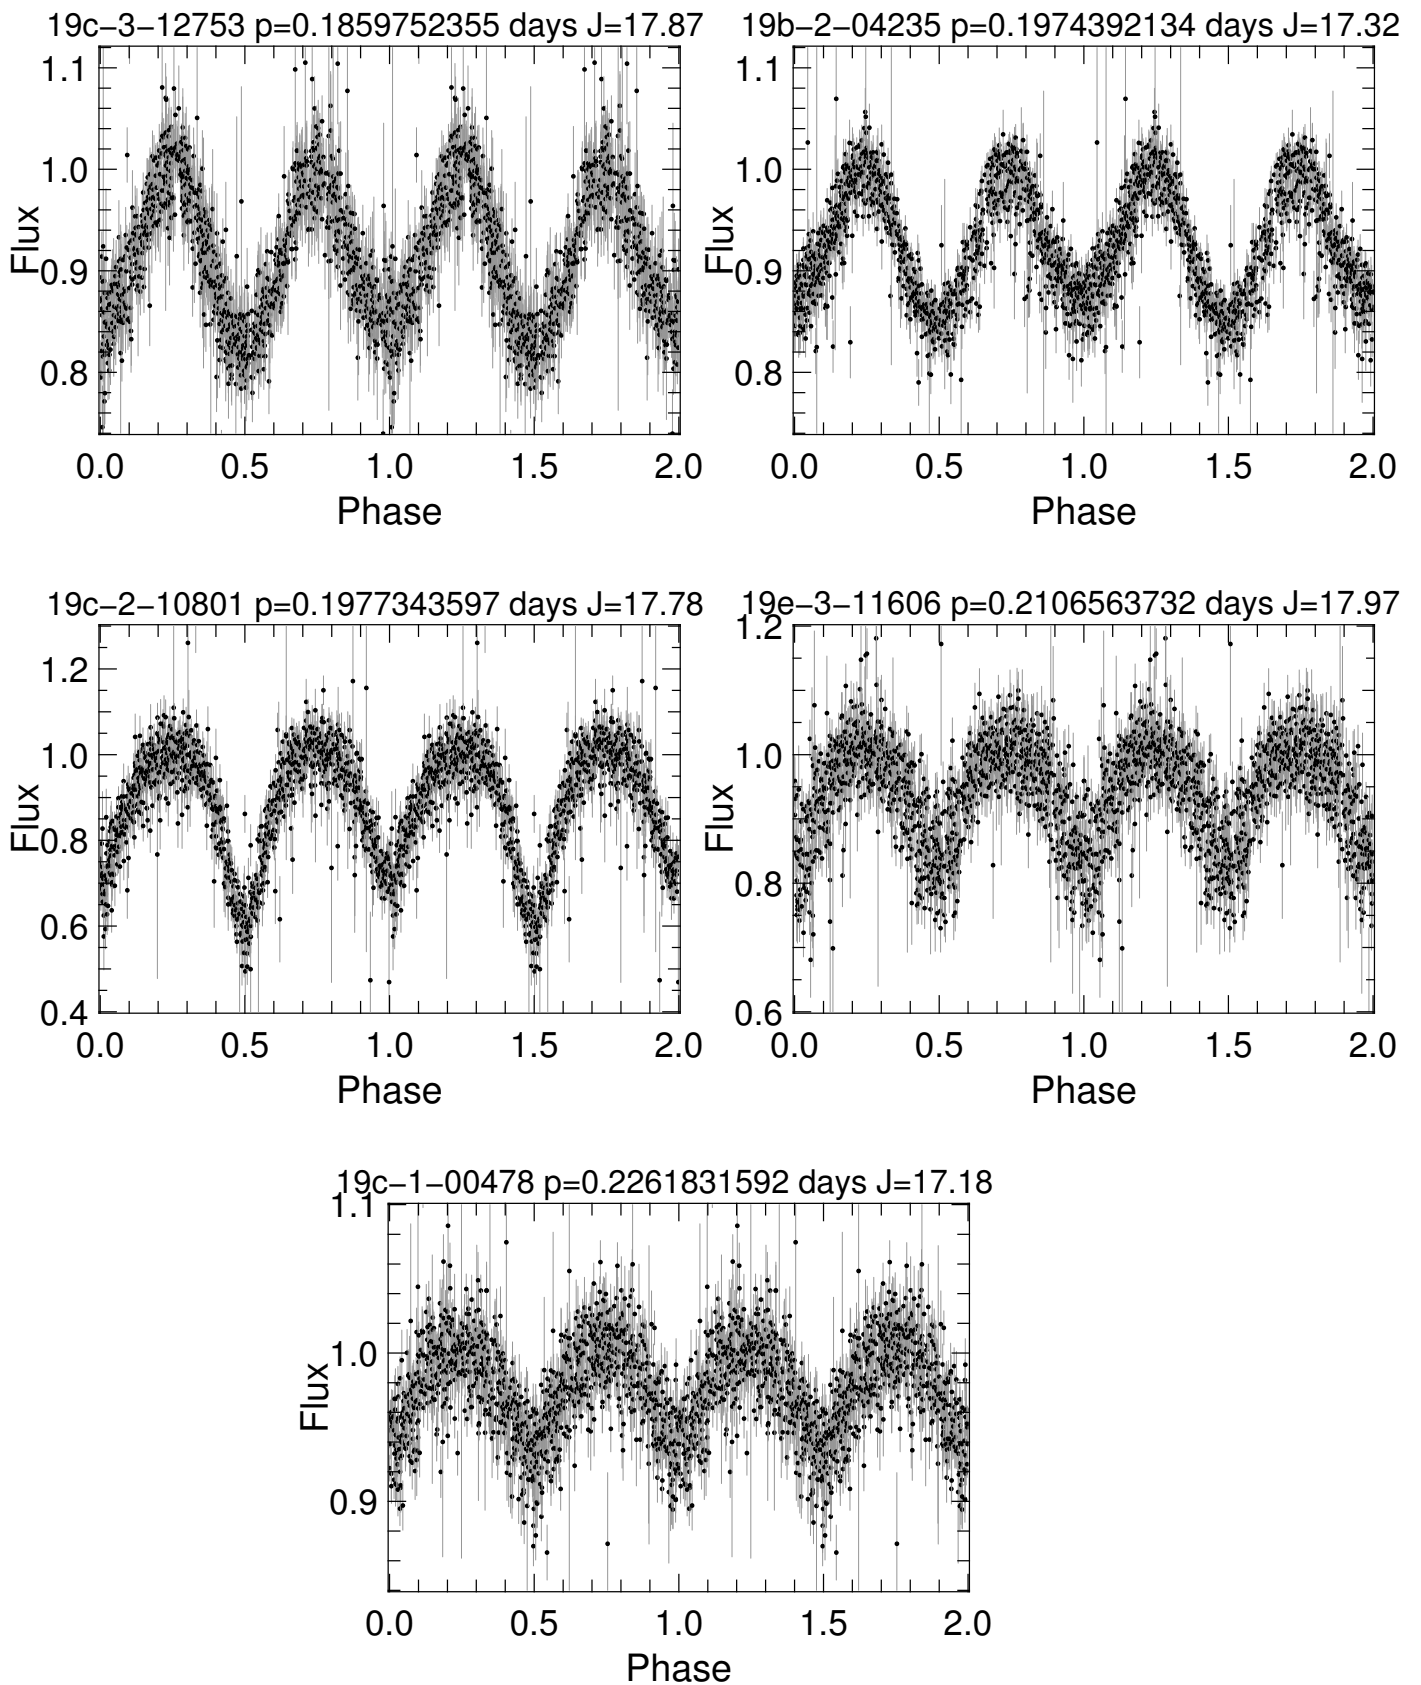 19c−3−12753 p=0.1859752355 days J=17.87
1.1
1.0
0.9
0.8
Flux
0.0 0.5 1.0 1.5 2.0
Phase
19b−2−04235 p=0.1974392134 days J=17.32
1.1
1.0
0.9
0.8
Flux
0.0 0.5 1.0 1.5 2.0
Phase
19c−2−10801 p=0.1977343597 days J=17.78
1.2
1.0
0.8
0.6
0.4
Flux
0.0 0.5 1.0 1.5 2.0
Phase
19e−3−11606 p=0.2106563732 days J=17.97
1.2
1.0
0.8
0.6
Flux
0.0 0.5 1.0 1.5 2.0
Phase
19c−1−00478 p=0.2261831592 days J=17.18
1.1
1.0
0.9
Flux
0.0 0.5 1.0 1.5 2.0
Phase